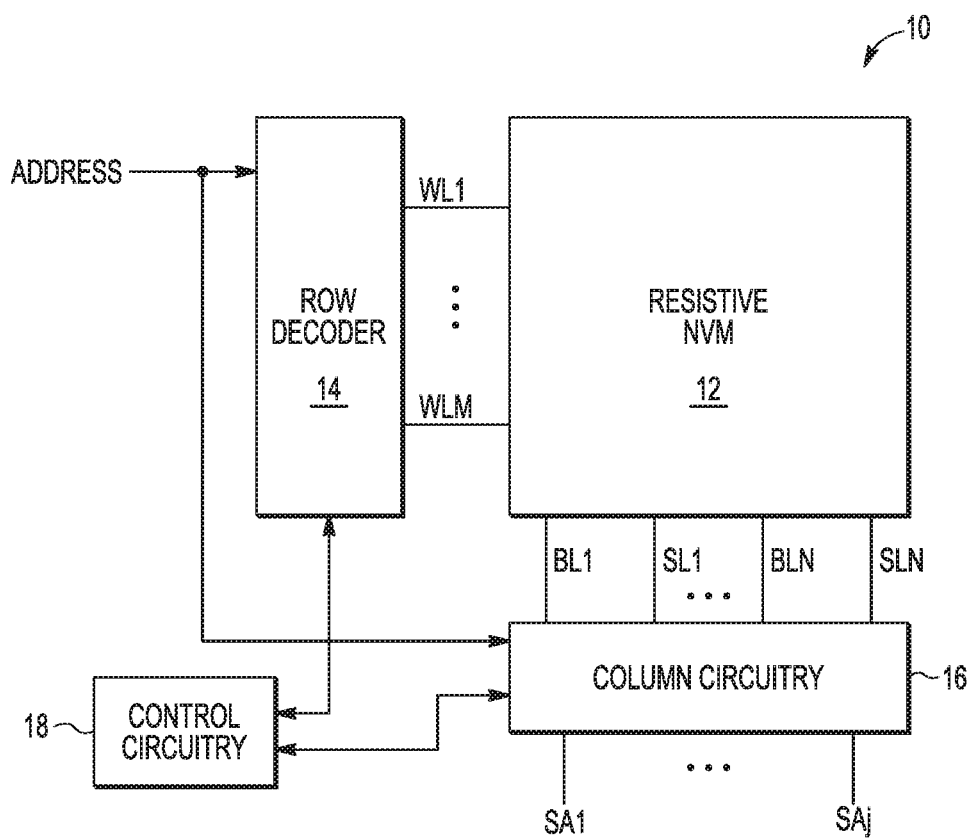 10
ADDRESS
WL1
ROW
DECODER
14
RESISTIVE
NVM
12
WLM
BL1
SL1
BLN
SLN
COLUMN CIRCUITRY
16
18
CONTROL
CIRCUITRY
SA1
SAj